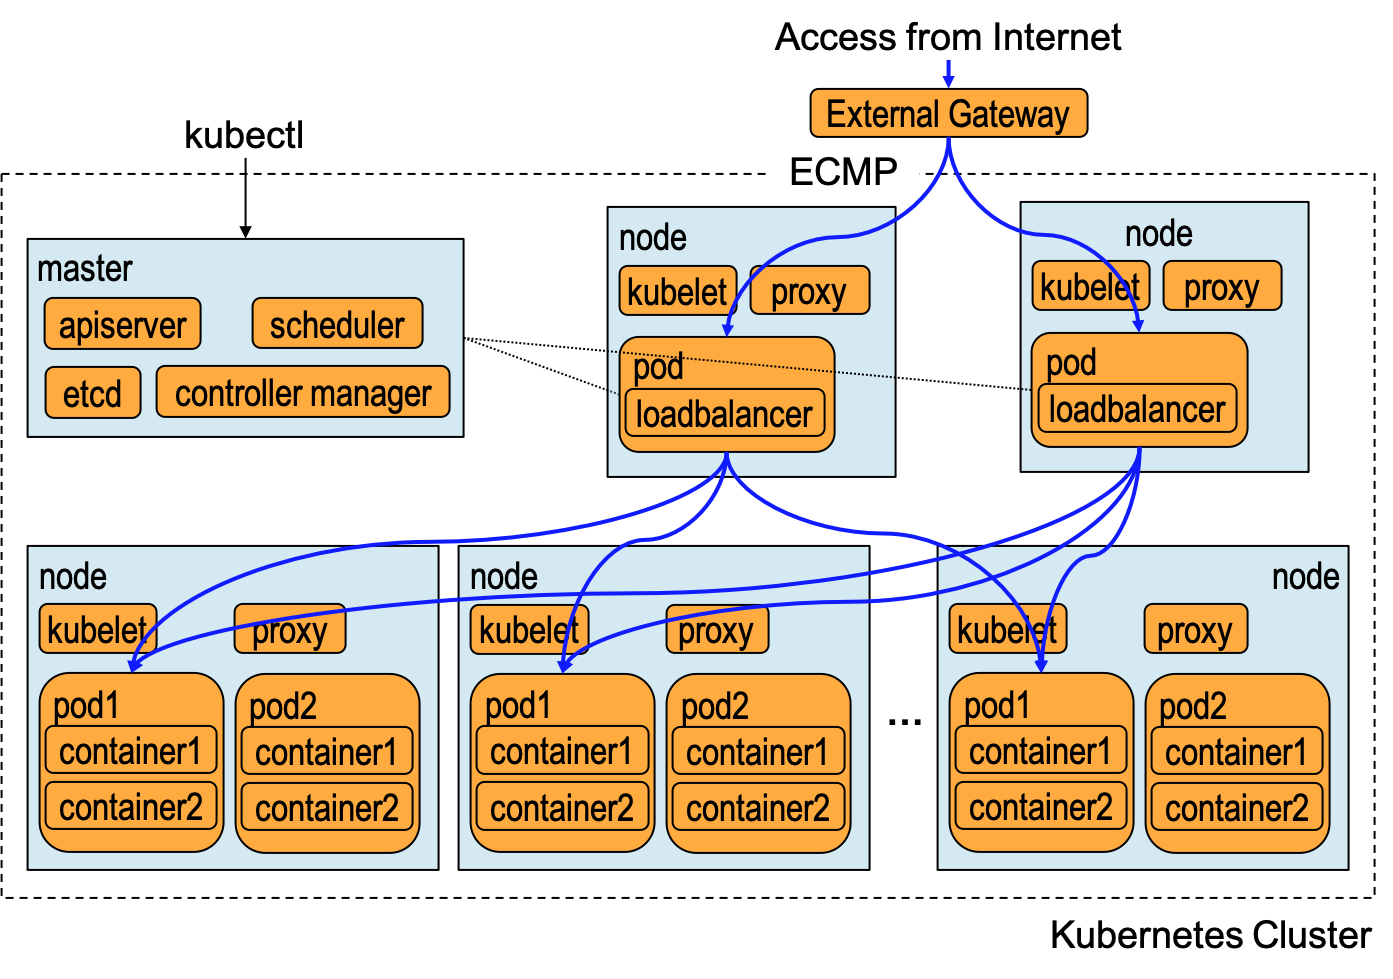 Access from Internet
External Gateway
kubectl
ECMP
master
apiserver
scheduler
etcd
controller manager
node
kubelet
proxy
pod
loadbalancer
node
kubelet
proxy
pod
loadbalancer
node
kubelet
proxy
pod1
container1
container2
pod2
container1
container2
node
kubelet
proxy
pod1
container1
container2
pod2
container1
container2
...
node
kubelet
proxy
pod1
container1
container2
pod2
container1
container2
Kubernetes Cluster